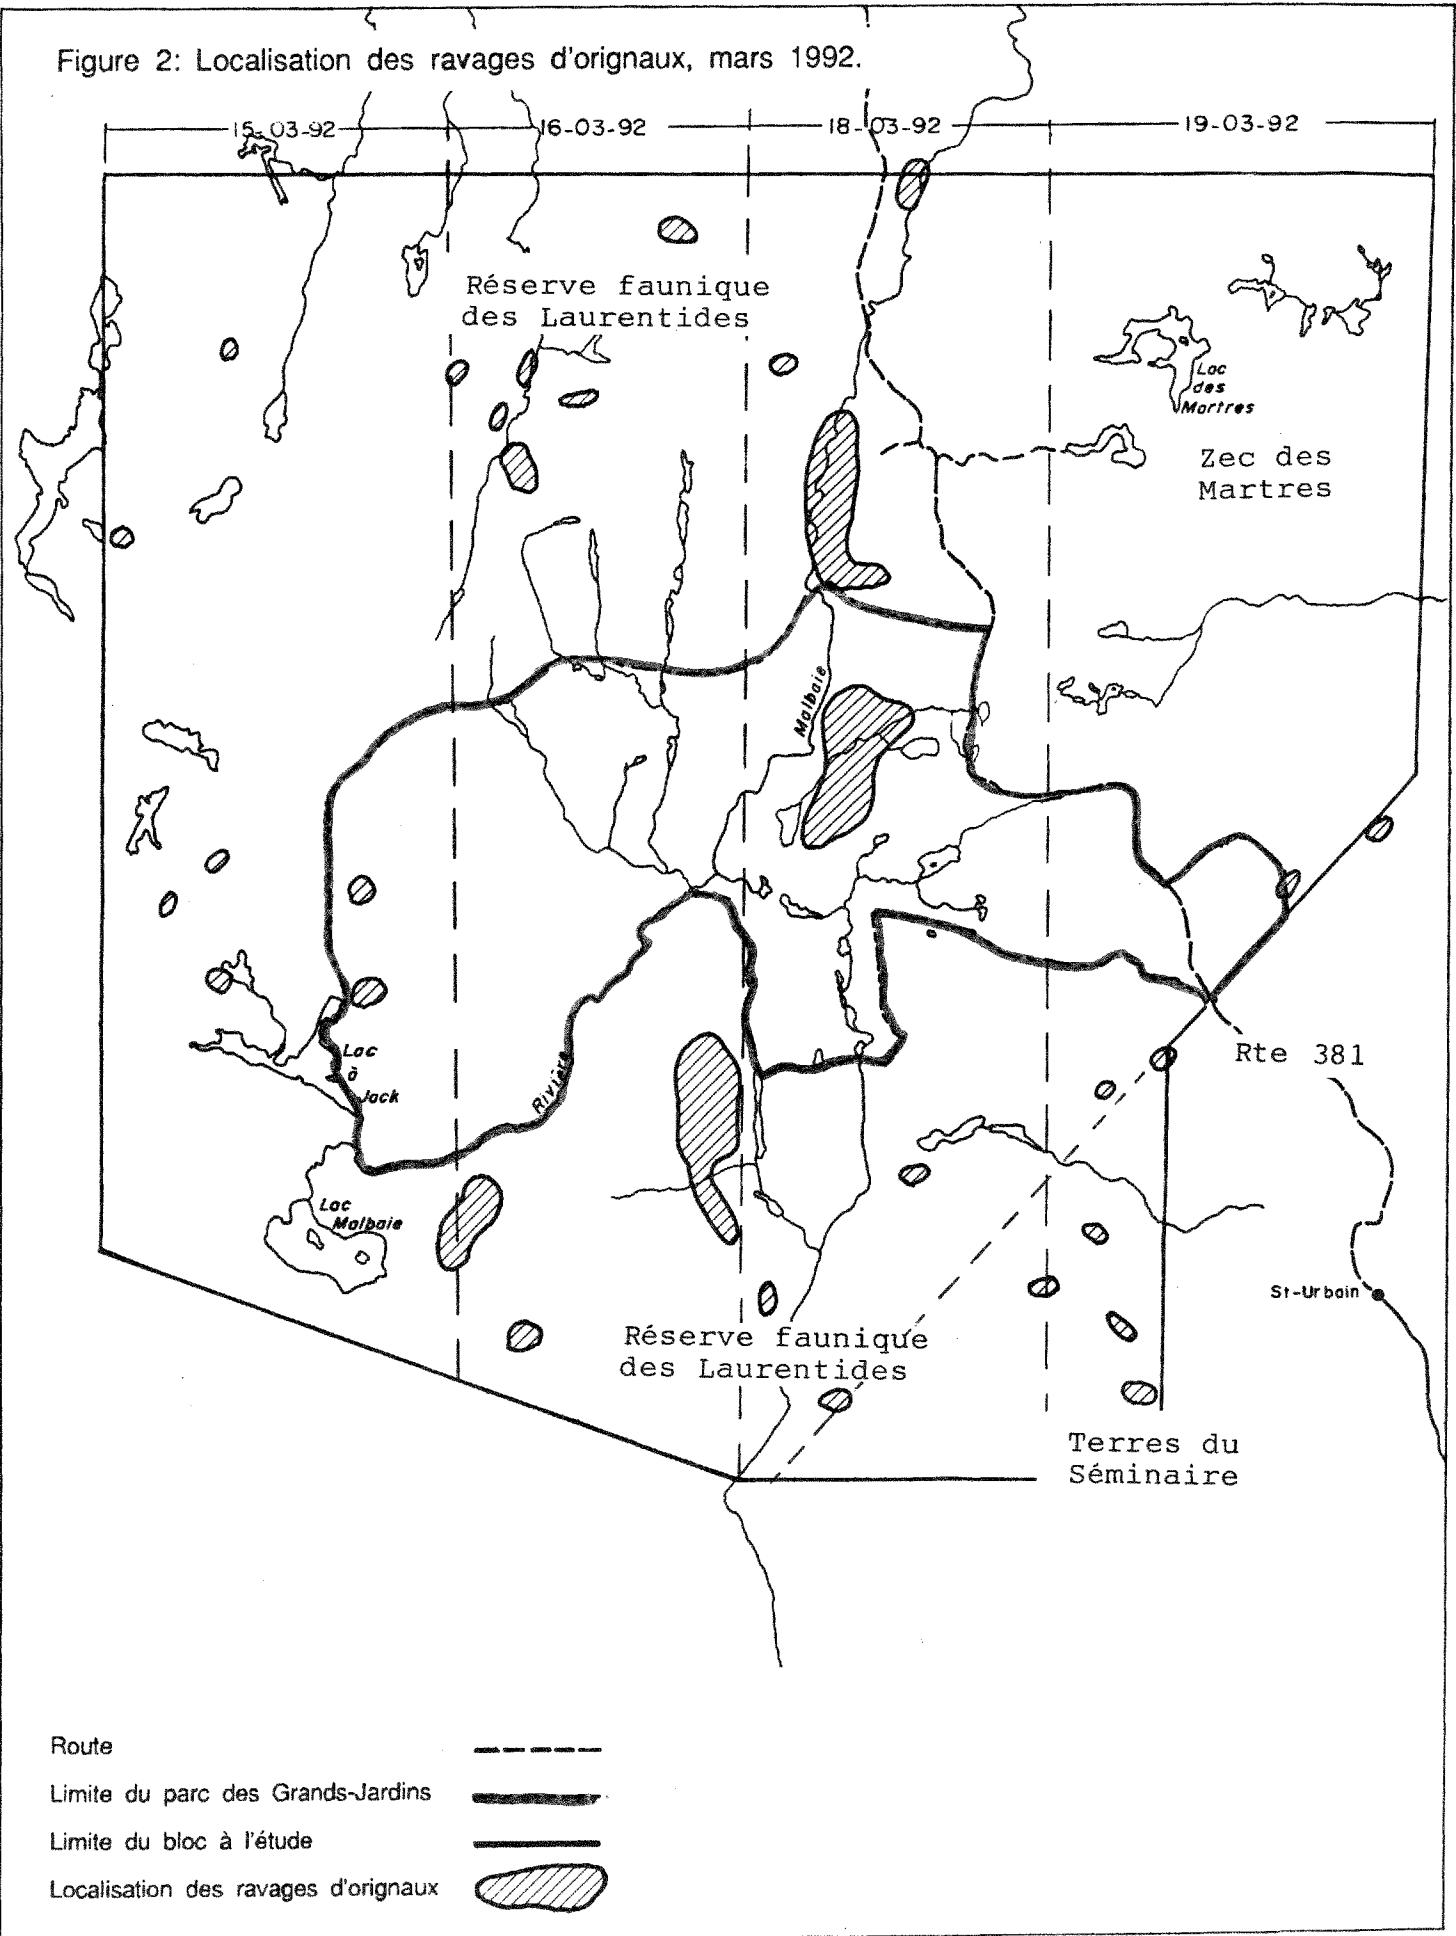 Figure 2: Localisation des ravages d'orignaux, mars 1992.
15-03-92
16-03-92
18-03-92
19-03-92
Réserve faunique
des Laurentides
Lac
des
Martres
Zec des
Martres
Malbaie
Lac
à
Jack
Rivière
Rte 381
Lac
Malbaie
St-Urbain
Réserve faunique
des Laurentides
Terres du
Séminaire
Route
Limite du parc des Grands-Jardins
Limite du bloc à l'étude
Localisation des ravages d'orignaux